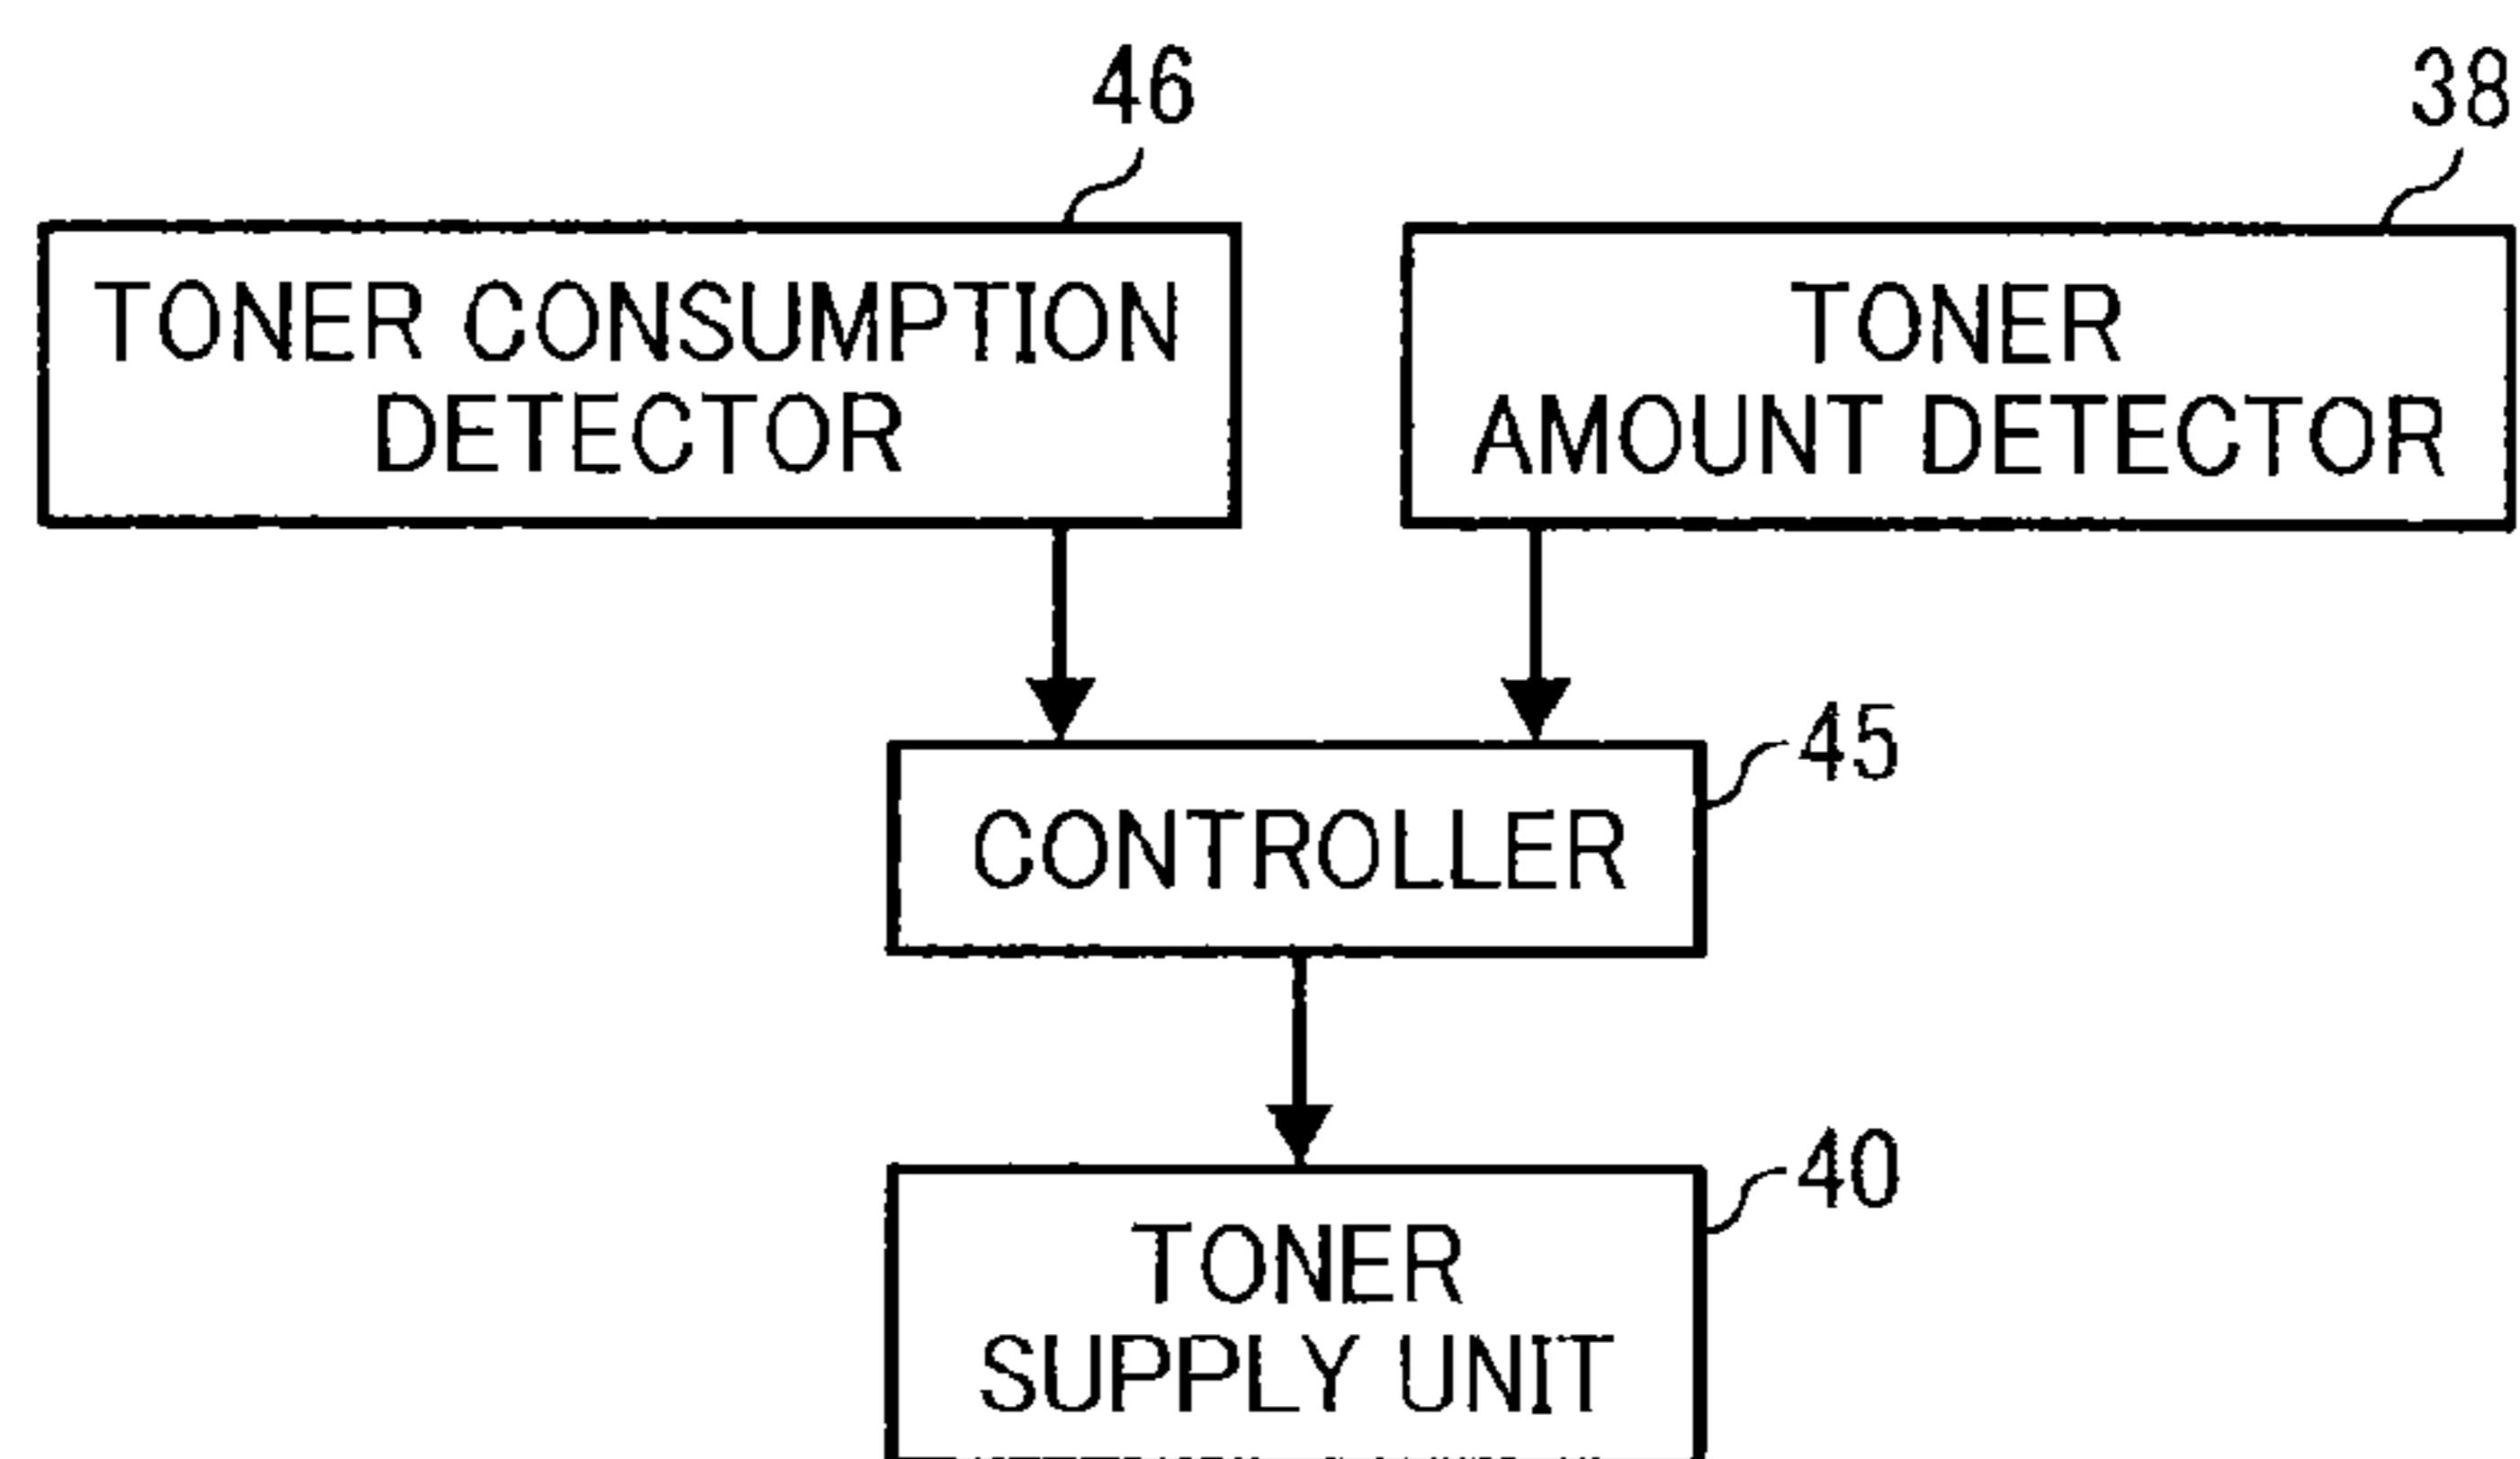 46
38
TONER CONSUMPTION
DETECTOR
TONER
AMOUNT DETECTOR
45
CONTROLLER
40
TONER
SUPPLY UNIT